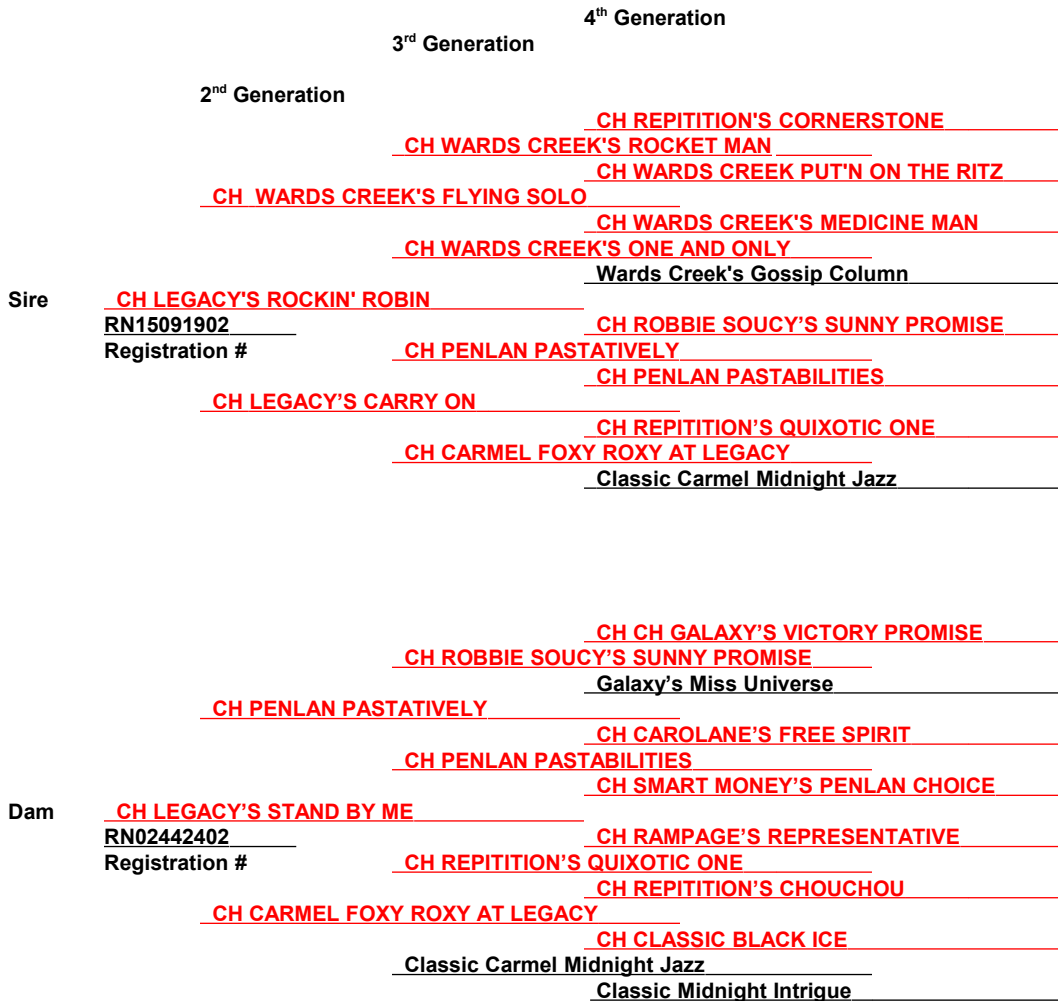 4th Generation
3rd Generation
2nd Generation
CH REPITITION'S CORNERSTONE
CH WARDS CREEK'S ROCKET MAN
CH WARDS CREEK PUT'N ON THE RITZ
CH WARDS CREEK'S FLYING SOLO
CH WARDS CREEK'S MEDICINE MAN
CH WARDS CREEK'S ONE AND ONLY
Wards Creek's Gossip Column
Sire CH LEGACY'S ROCKIN' ROBIN
RN15091902 CH ROBBIE SOUCY’S SUNNY PROMISE
Registration # CH PENLAN PASTATIVELY
CH PENLAN PASTABILITIES
CH LEGACY’S CARRY ON
CH REPITITION’S QUIXOTIC ONE
CH CARMEL FOXY ROXY AT LEGACY
Classic Carmel Midnight Jazz
CH CH GALAXY’S VICTORY PROMISE
CH ROBBIE SOUCY’S SUNNY PROMISE
Galaxy’s Miss Universe
CH PENLAN PASTATIVELY
CH CAROLANE’S FREE SPIRIT
CH PENLAN PASTABILITIES
CH SMART MONEY’S PENLAN CHOICE
Dam CH LEGACY’S STAND BY ME
RN02442402 CH RAMPAGE’S REPRESENTATIVE
Registration # CH REPITITION’S QUIXOTIC ONE
CH REPITITION’S CHOUCHOU
CH CARMEL FOXY ROXY AT LEGACY
CH CLASSIC BLACK ICE
Classic Carmel Midnight Jazz
Classic Midnight Intrigue